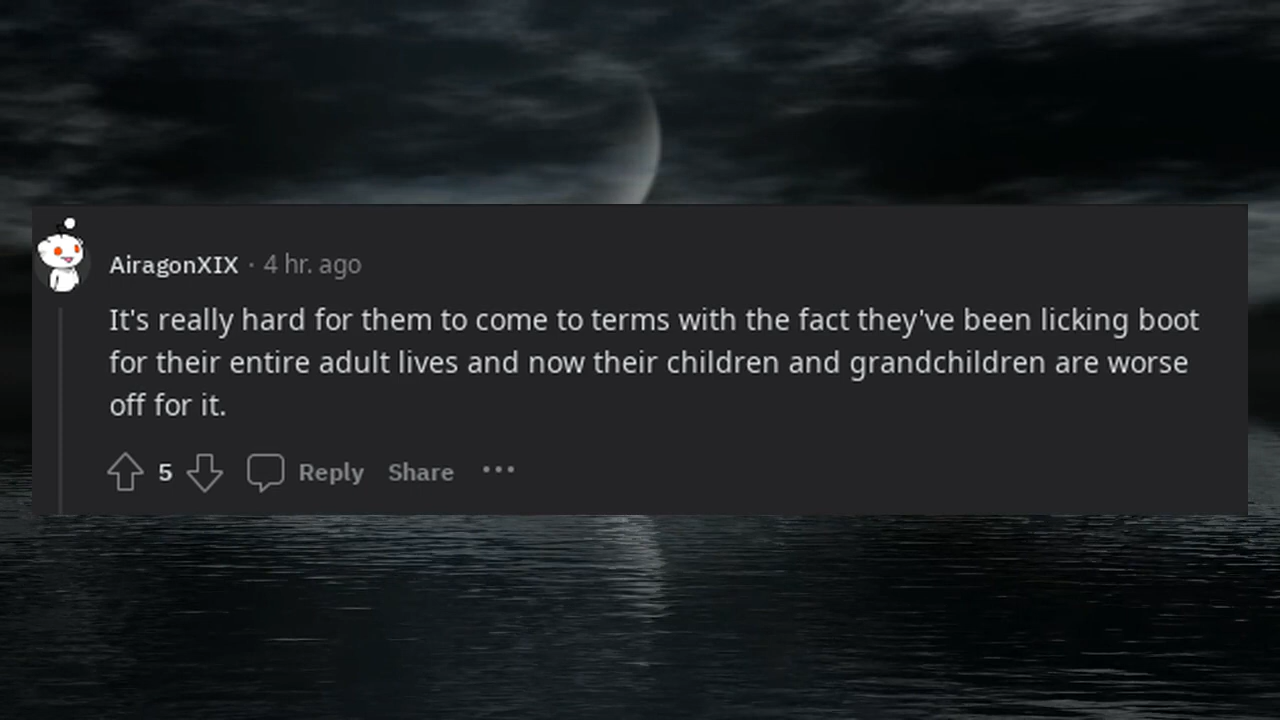 AiragonXIX · 4 hr. ago
It's really hard for them to come to terms with the fact they've been licking boot
for their entire adult lives and now their children and grandchildren are worse
off for it.
5 Reply Share •••